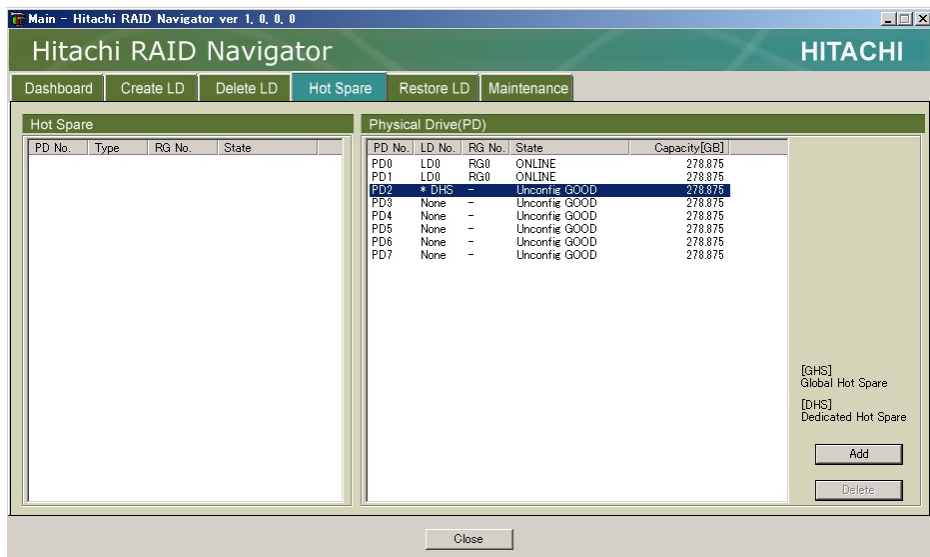 Main - Hitachi RAID Navigator ver 1, 0, 0, 0
Hitachi RAID Navigator
HITACHI
Dashboard Create LD Delete LD Hot Spare Restore LD Maintenance
Hot Spare
PD No. Type RG No. State
Physical Drive(PD)
PD No. LD No. RG No. State Capacity[GB]
PD0 LD0 RG0 ONLINE 278.875
PD1 LD0 RG0 ONLINE 278.875
PD2 * DHS - Unconfig GOOD 278.875
PD3 None - Unconfig GOOD 278.875
PD4 None - Unconfig GOOD 278.875
PD5 None - Unconfig GOOD 278.875
PD6 None - Unconfig GOOD 278.875
PD7 None - Unconfig GOOD 278.875
[GHS]
Global Hot Spare
[DHS]
Dedicated Hot Spare
Add
Delete
Close